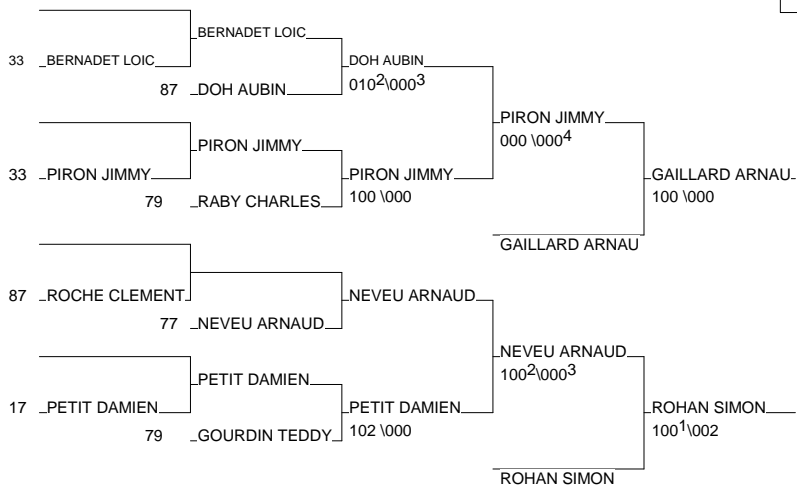 BERNADET LOIC
33 BERNADET LOIC
DOH AUBIN
87 DOH AUBIN
010²\000³
PIRON JIMMY
000 \000⁴
PIRON JIMMY
33 PIRON JIMMY
PIRON JIMMY
GAILLARD ARNAU
79 RABY CHARLES
100 \000
100 \000
GAILLARD ARNAU
87 ROCHE CLEMENT
NEVEU ARNAUD
77 NEVEU ARNAUD
NEVEU ARNAUD
100²\000³
PETIT DAMIEN
17 PETIT DAMIEN
PETIT DAMIEN
ROHAN SIMON
79 GOURDIN TEDDY
102 \000
100¹\002
ROHAN SIMON